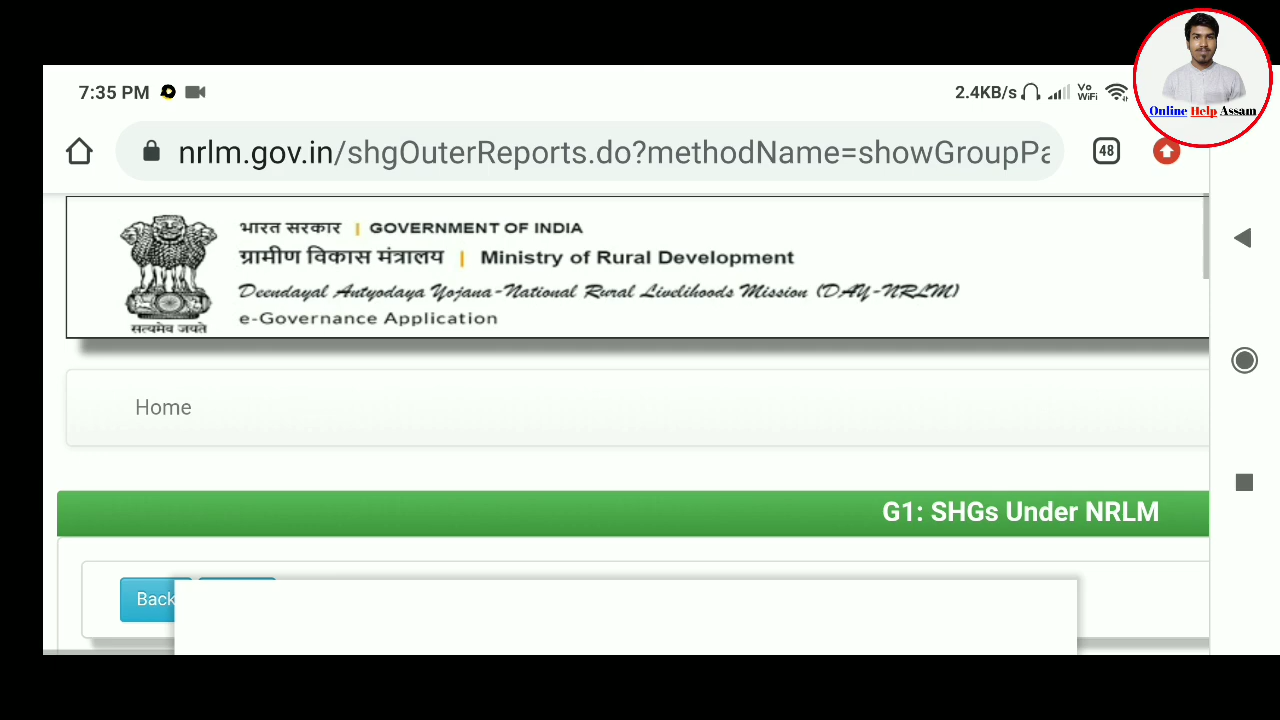 7:35 PM
2.4KB/s
Vo
WiFi
Online Help Assam
nrlm.gov.in/shgOuterReports.do?methodName=showGroupPa
48
भारत सरकार | GOVERNMENT OF INDIA
ग्रामीण विकास मंत्रालय | Ministry of Rural Development
Deendayal Antyodaya Yojana-National Rural Livelihoods Mission (DAY-NRLM)
e-Governance Application
सत्यमेव जयते
Home
G1: SHGs Under NRLM
Back